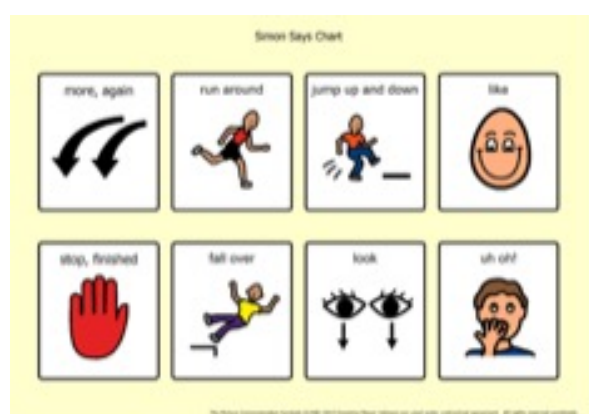 Simon Says Chart
more, again
run around
jump up and down
like
stop, finished
fall over
look
uh oh!